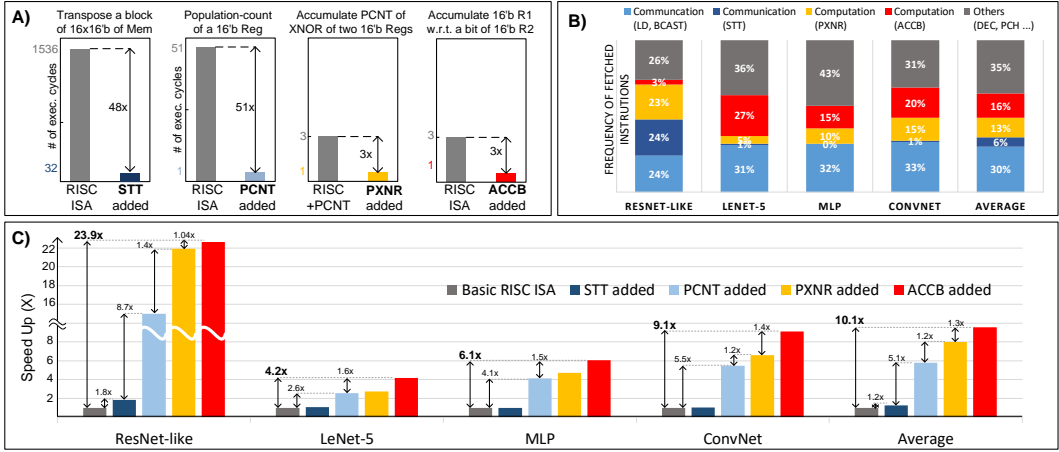 A)
Transpose a block
of 16x16'b of Mem
# of exec. cycles
1536
48x
32
RISC
ISA
STT
added
Population-count
of a 16'b Reg
# of exec. cycles
51
51x
1
RISC
ISA
PCNT
added
Accumulate PCNT of
XNOR of two 16'b Regs
3
3x
1
RISC
+PCNT
PXNR
added
Accumulate 16'b R1
w.r.t. a bit of 16'b R2
3
3x
1
RISC
ISA
ACCB
added
B)
Communcation
(LD, BCAST)
Communication
(STT)
Computation
(PXNR)
Computation
(ACCB)
Others
(DEC, PCH ...)
FREQUENCY OF FETCHED
INSTRUTIONS
26%
3%
23%
24%
24%
RESNET-LIKE
36%
27%
5%
1%
31%
LENET-5
43%
15%
10%
0%
32%
MLP
31%
20%
15%
1%
33%
CONVNET
35%
16%
13%
6%
30%
AVERAGE
C)
Speed Up (X)
22
20
18
16
8
6
4
2
Basic RISC ISA
STT added
PCNT added
PXNR added
ACCB added
23.9x
1.8x
8.7x
1.4x
1.04x
ResNet-like
4.2x
2.6x
1.6x
LeNet-5
6.1x
4.1x
1.5x
MLP
9.1x
5.5x
1.2x
1.4x
ConvNet
10.1x
1.2x
5.1x
1.2x
1.3x
Average